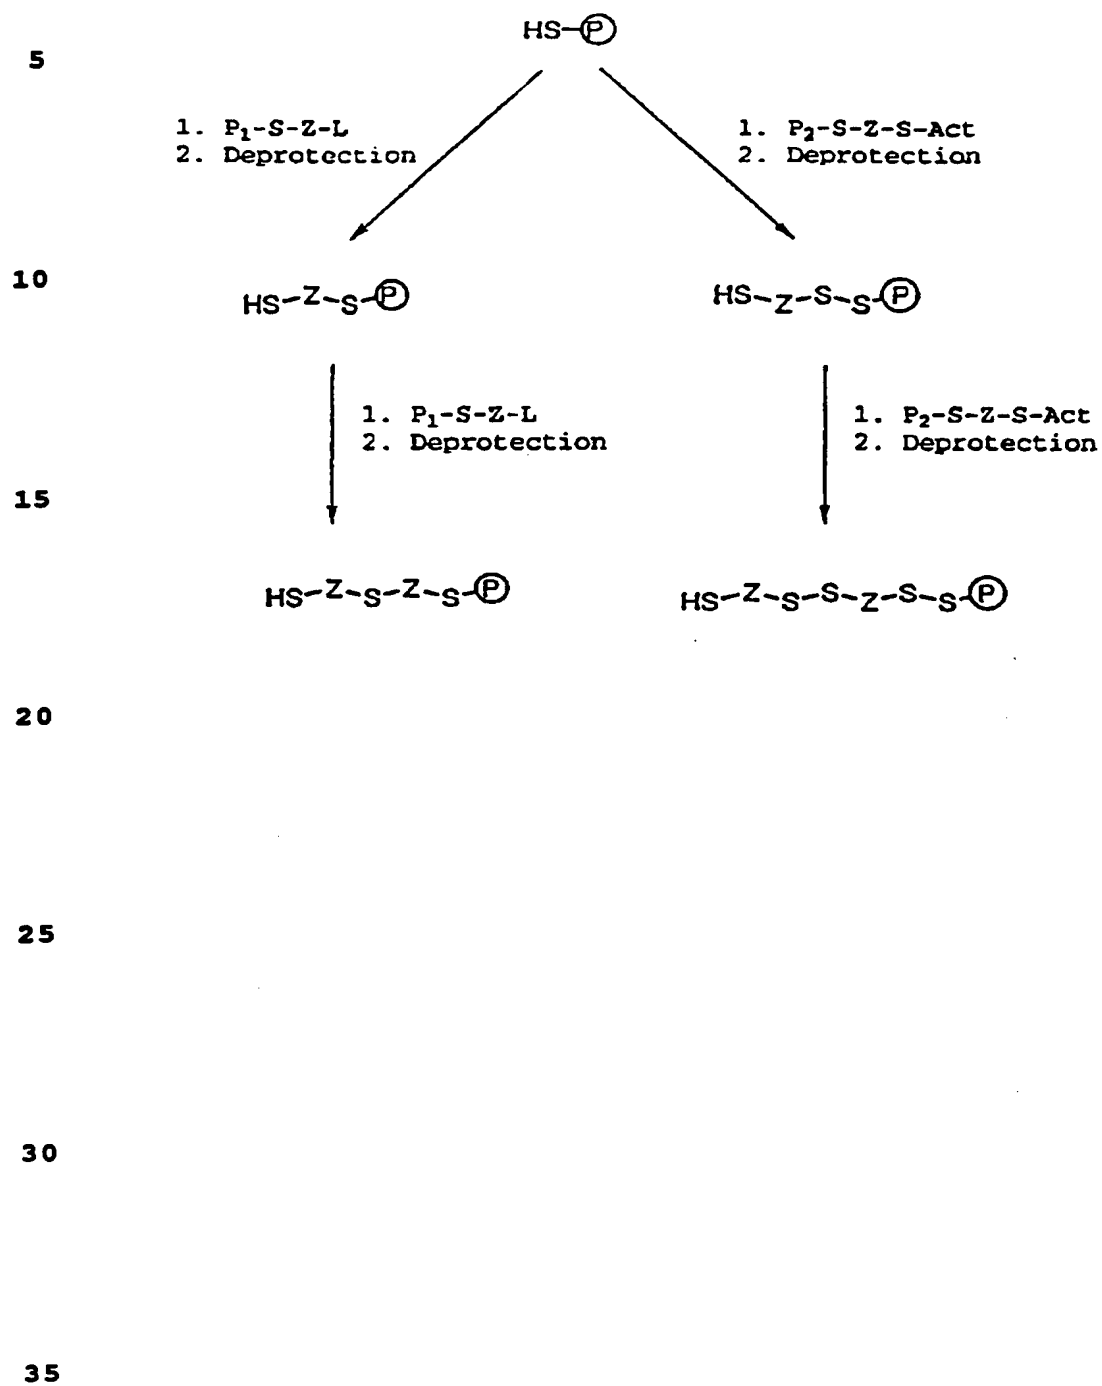 HS-P
5
1. P₁-S-Z-L
2. Deprotection
1. P₂-S-Z-S-Act
2. Deprotection
10
HS-Z-S-P
HS-Z-S-S-P
1. P₁-S-Z-L
2. Deprotection
1. P₂-S-Z-S-Act
2. Deprotection
15
HS-Z-S-Z-S-P
HS-Z-S-S-Z-S-S-P
20
25
30
35